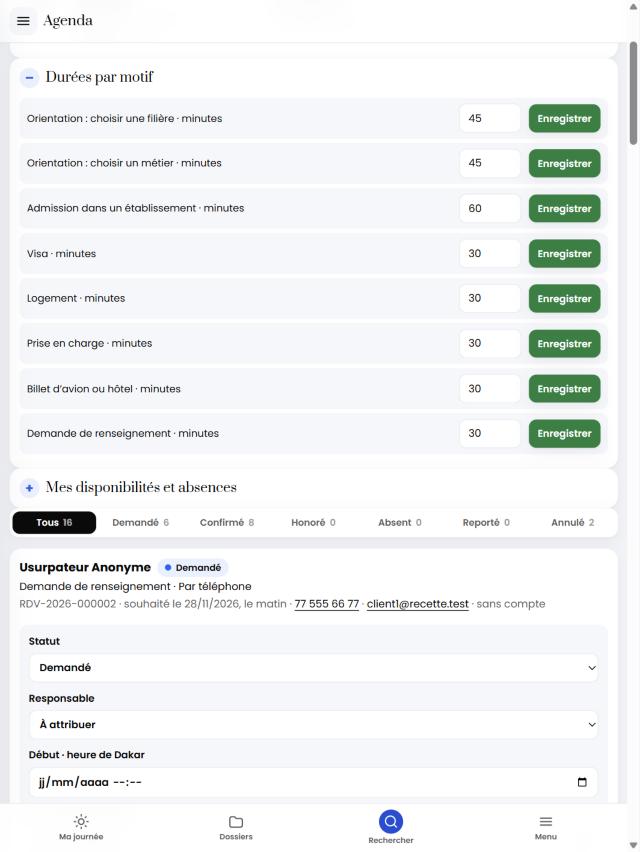 Agenda
Durées par motif
Orientation : choisir une filière · minutes 45 Enregistrer
Orientation : choisir un métier · minutes 45 Enregistrer
Admission dans un établissement · minutes 60 Enregistrer
Visa · minutes 30 Enregistrer
Logement · minutes 30 Enregistrer
Prise en charge · minutes 30 Enregistrer
Billet d’avion ou hôtel · minutes 30 Enregistrer
Demande de renseignement · minutes 30 Enregistrer
Mes disponibilités et absences
Tous 16 Demandé 6 Confirmé 8 Honoré 0 Absent 0 Reporté 0 Annulé 2
Usurpateur Anonyme Demandé
Demande de renseignement · Par téléphone
RDV-2026-000002 · souhaité le 28/11/2026, le matin · 77 555 66 77 · client1@recette.test · sans compte
Statut
Demandé
Responsable
À attribuer
Début · heure de Dakar
jj/mm/aaaa --:--
Ma journée Dossiers Rechercher Menu